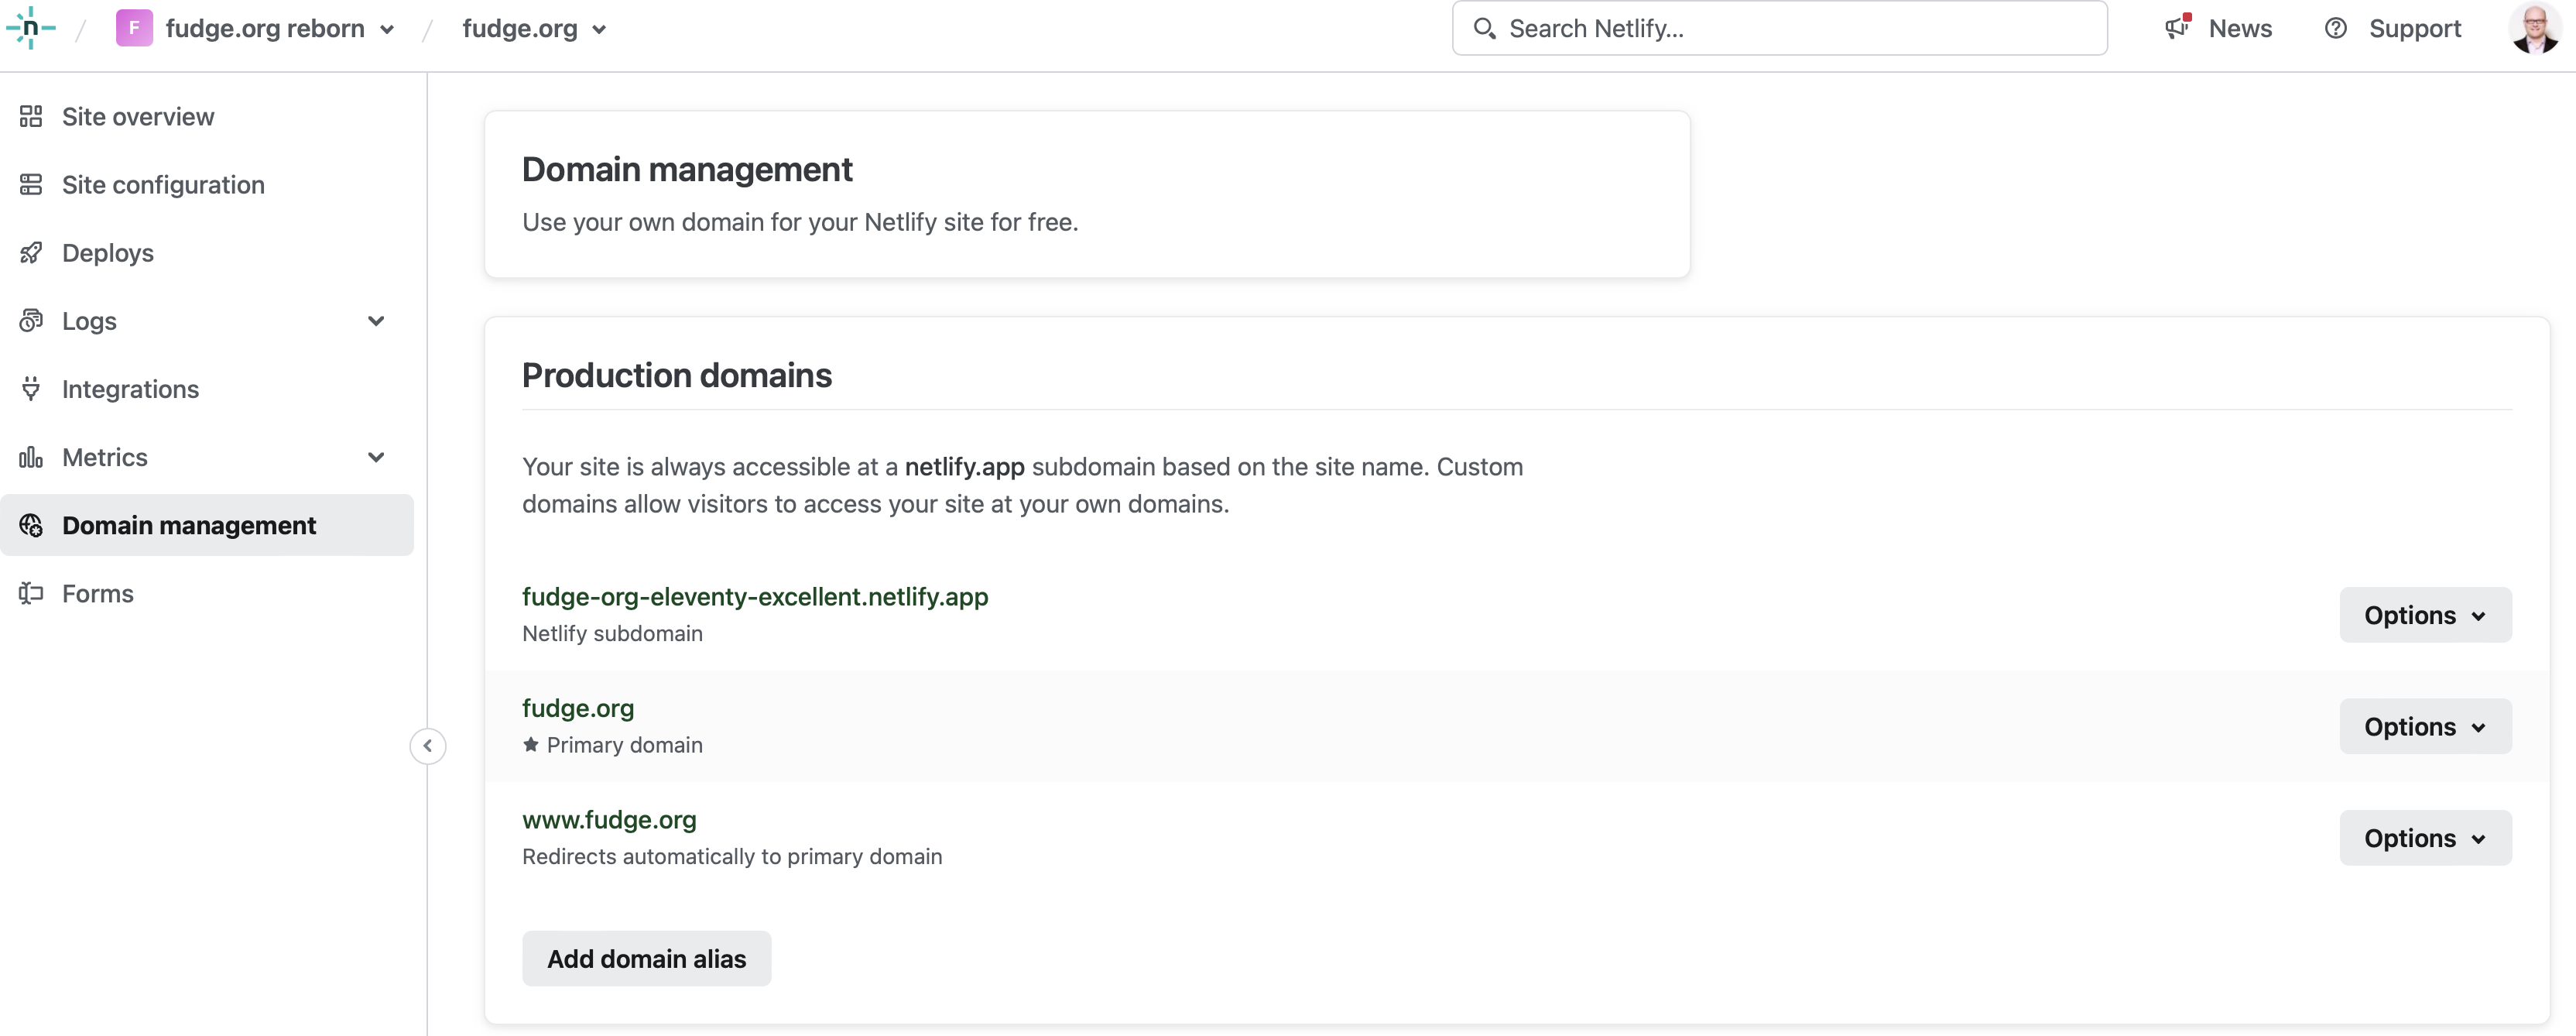 n / F fudge.org reborn / fudge.org
Search Netlify...
News
Support
Site overview
Site configuration
Deploys
Logs
Integrations
Metrics
Domain management
Forms
Domain management
Use your own domain for your Netlify site for free.
Production domains
Your site is always accessible at a netlify.app subdomain based on the site name. Custom
domains allow visitors to access your site at your own domains.
fudge-org-eleventy-excellent.netlify.app
Netlify subdomain
Options
fudge.org
Primary domain
Options
www.fudge.org
Redirects automatically to primary domain
Options
Add domain alias